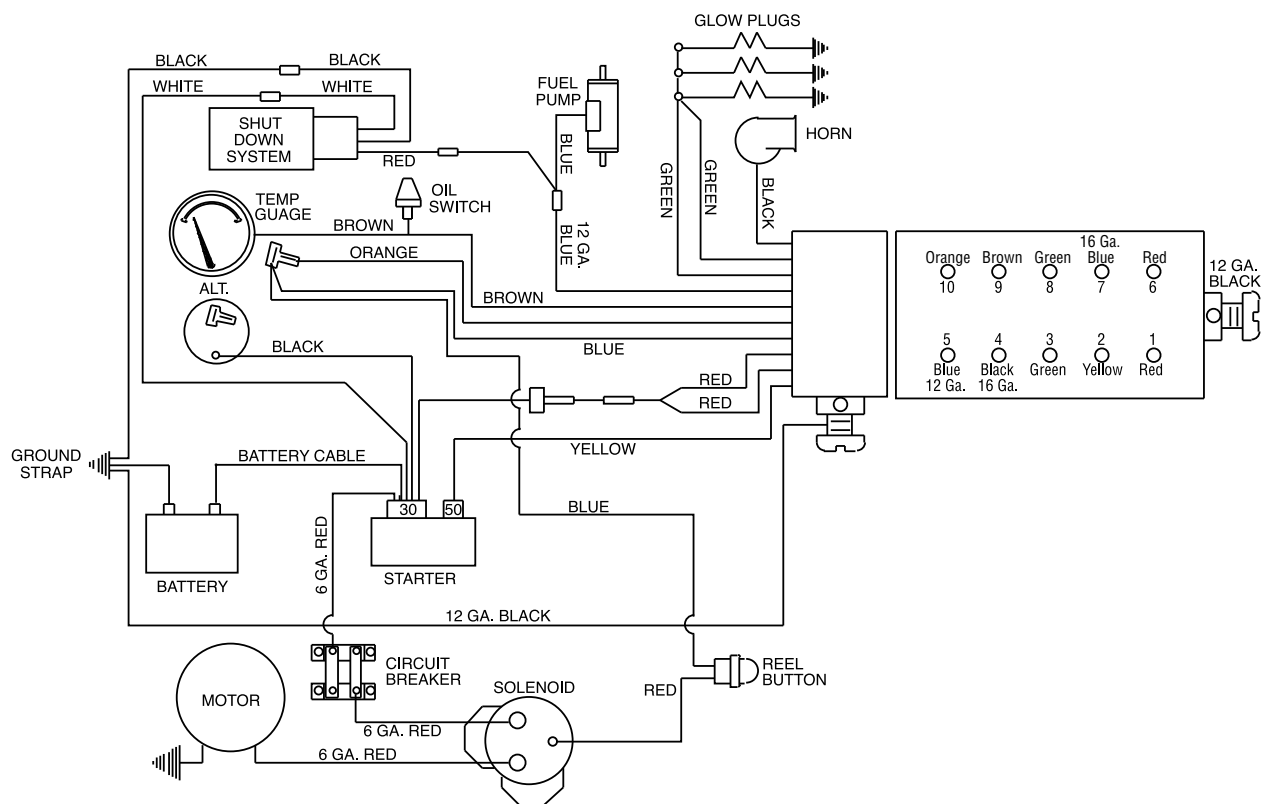 GLOW PLUGS
BLACK
BLACK
WHITE
WHITE
FUEL
PUMP
SHUT
DOWN
SYSTEM
HORN
RED
BLUE
GREEN
GREEN
BLACK
TEMP
GUAGE
OIL
SWITCH
BROWN
12 GA.
BLUE
ORANGE
ALT.
BROWN
BLUE
BLACK
16 Ga.
Orange Brown Green Blue Red
10 9 8 7 6
12 GA.
BLACK
5 4 3 2 1
Blue Black Green Yellow Red
12 Ga. 16 Ga.
RED
RED
YELLOW
GROUND
STRAP
BATTERY CABLE
30
50
BLUE
6 GA. RED
STARTER
BATTERY
12 GA. BLACK
CIRCUIT
BREAKER
REEL
BUTTON
SOLENOID
RED
MOTOR
6 GA. RED
6 GA. RED